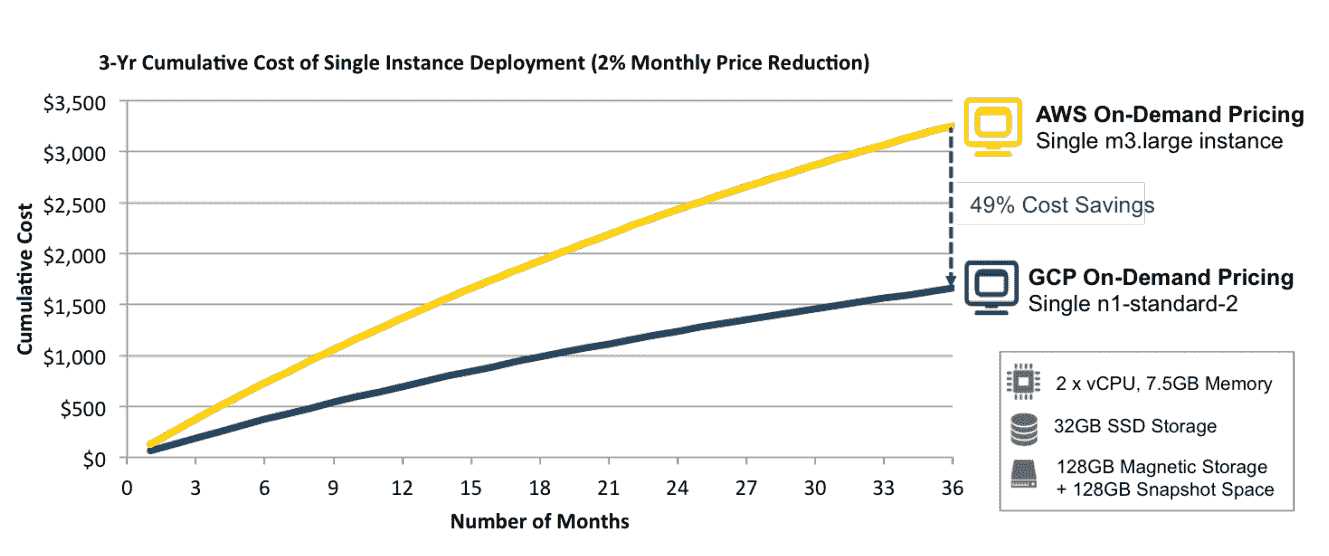 3-Yr Cumulative Cost of Single Instance Deployment (2% Monthly Price Reduction)
$3,500
$3,000
$2,500
$2,000
$1,500
$1,000
$500
$0
Cumulative Cost
0 3 6 9 12 15 18 21 24 27 30 33 36
Number of Months
AWS On-Demand Pricing
Single m3.large instance
49% Cost Savings
GCP On-Demand Pricing
Single n1-standard-2
2 x vCPU, 7.5GB Memory
32GB SSD Storage
128GB Magnetic Storage
+ 128GB Snapshot Space